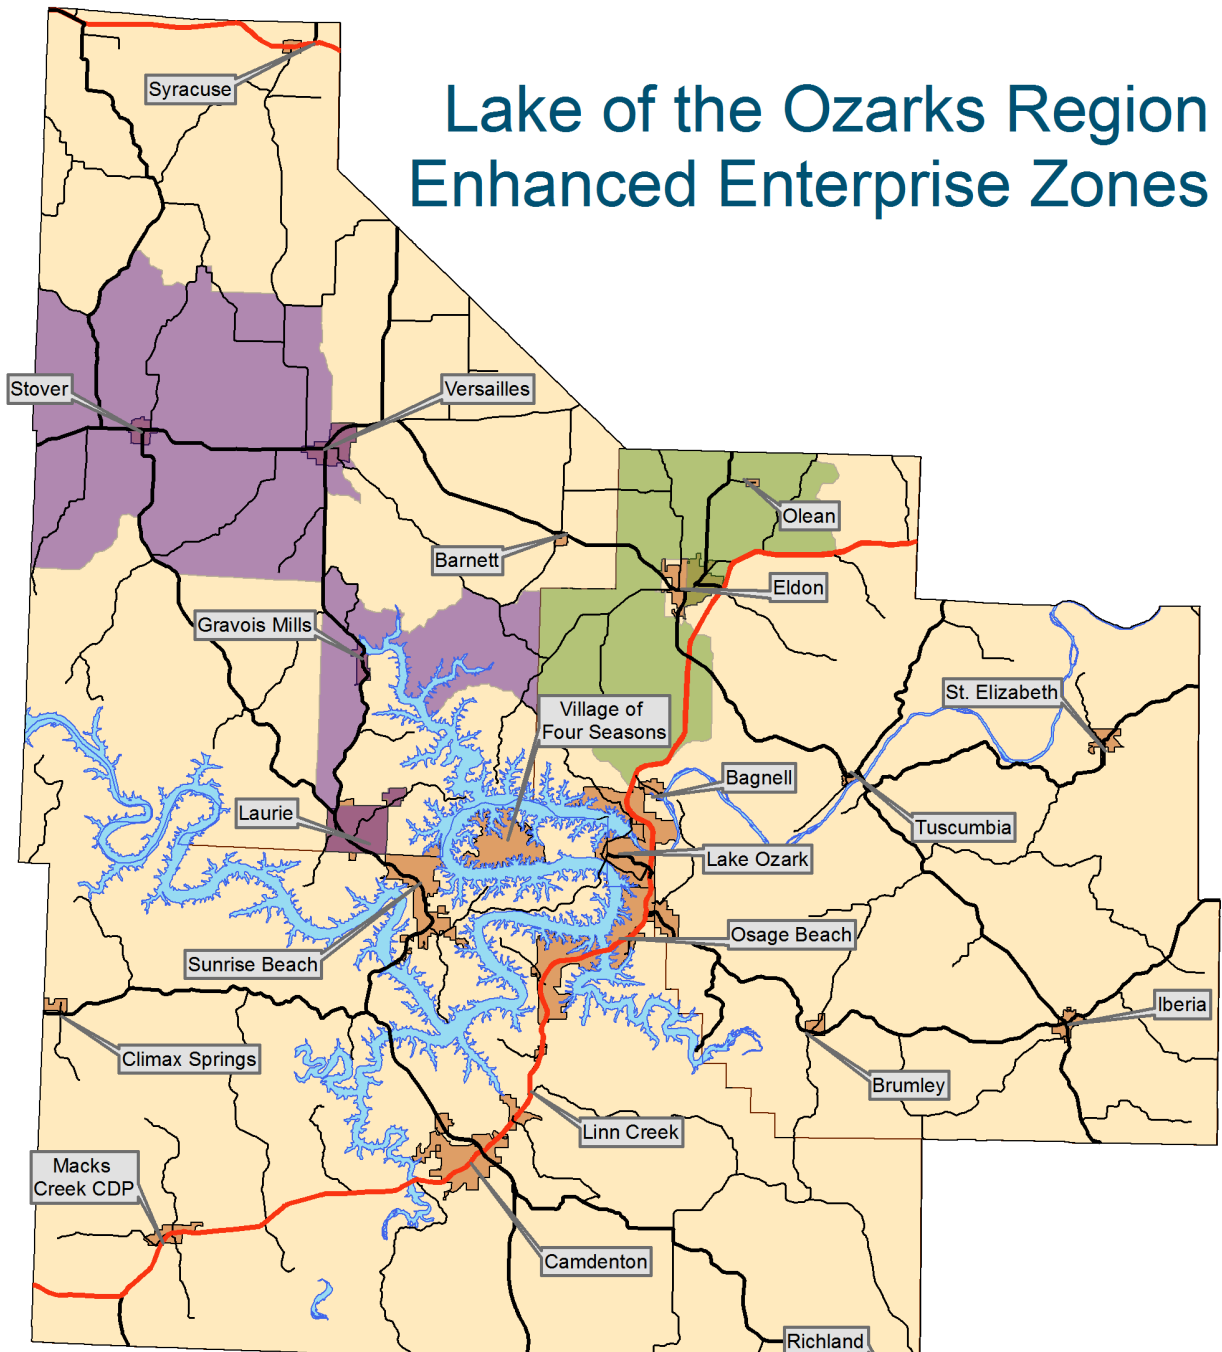 Lake of the Ozarks Region
Enhanced Enterprise Zones
Syracuse
Stover
Versailles
Olean
Barnett
Eldon
Gravois Mills
St. Elizabeth
Village of
Four Seasons
Bagnell
Laurie
Tuscumbia
Lake Ozark
Osage Beach
Sunrise Beach
Iberia
Climax Springs
Brumley
Linn Creek
Macks
Creek CDP
Camdenton
Richland